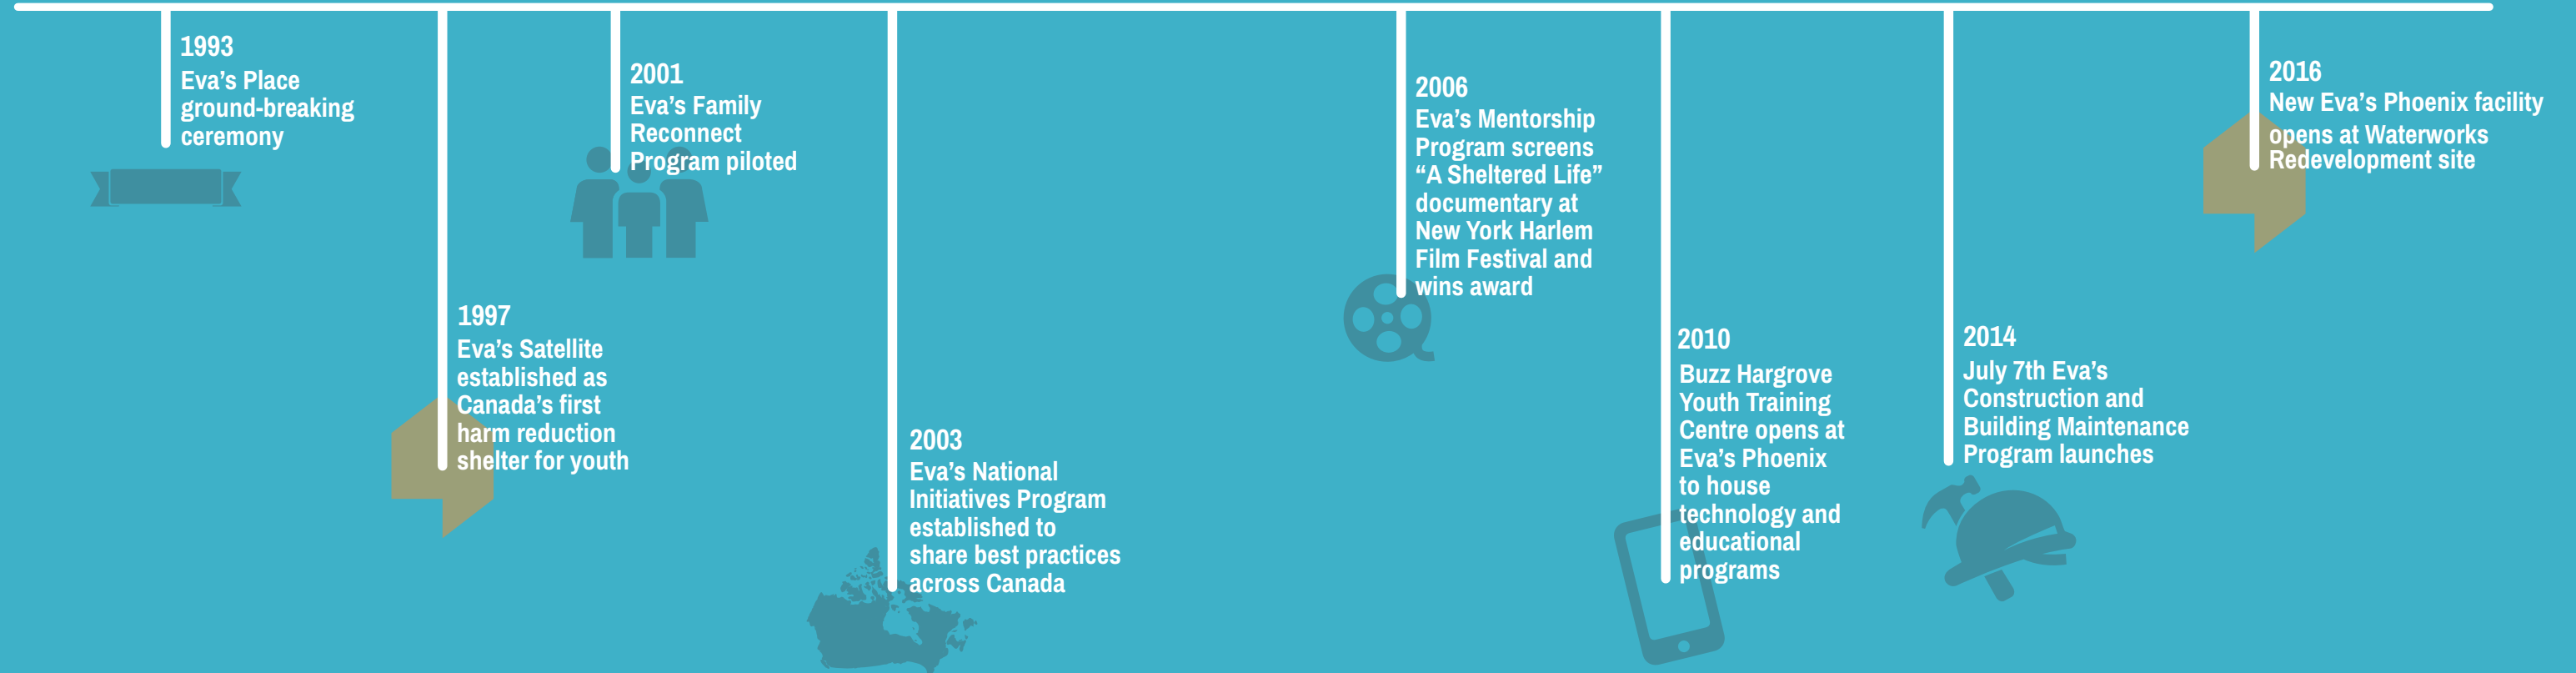 1993
Eva’s Place
ground-breaking
ceremony
1997
Eva’s Satellite
established as
Canada’s first
harm reduction
shelter for youth
2001
Eva’s Family
Reconnect
Program piloted
2003
Eva’s National
Initiatives Program
established to
share best practices
across Canada
2006
Eva’s Mentorship
Program screens
“A Sheltered Life”
documentary at
New York Harlem
Film Festival and
wins award
2010
Buzz Hargrove
Youth Training
Centre opens at
Eva’s Phoenix
to house
technology and
educational
programs
2014
July 7th Eva’s
Construction and
Building Maintenance
Program launches
2016
New Eva’s Phoenix facility
opens at Waterworks
Redevelopment site